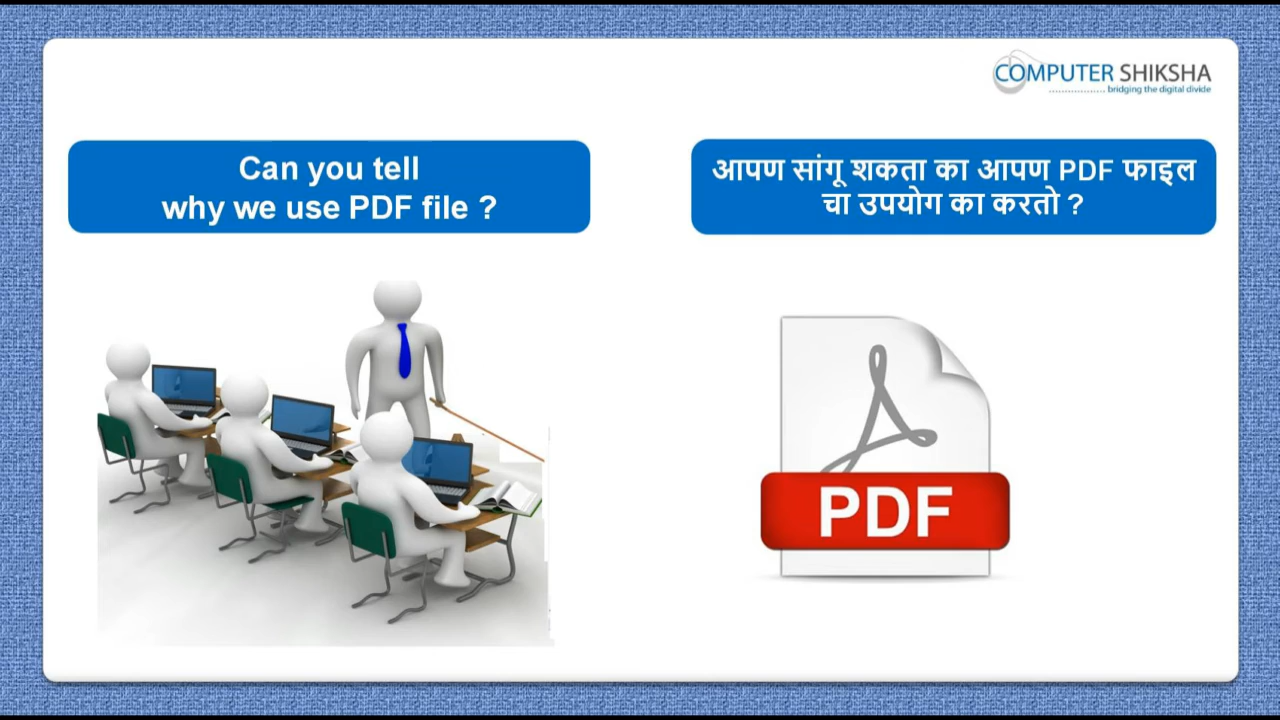 COMPUTER SHIKSHA
bridging the digital divide
Can you tell
why we use PDF file ?
आपण सांगू शकता का आपण PDF फाइल
चा उपयोग का करतो ?
PDF